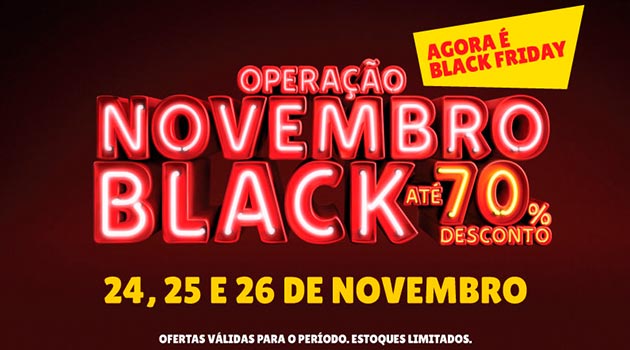 AGORA É
BLACK FRIDAY
OPERAÇÃO
NOVEMBRO
BLACK ATÉ 70%
DESCONTO
24, 25 E 26 DE NOVEMBRO
OFERTAS VÁLIDAS PARA O PERÍODO. ESTOQUES LIMITADOS.